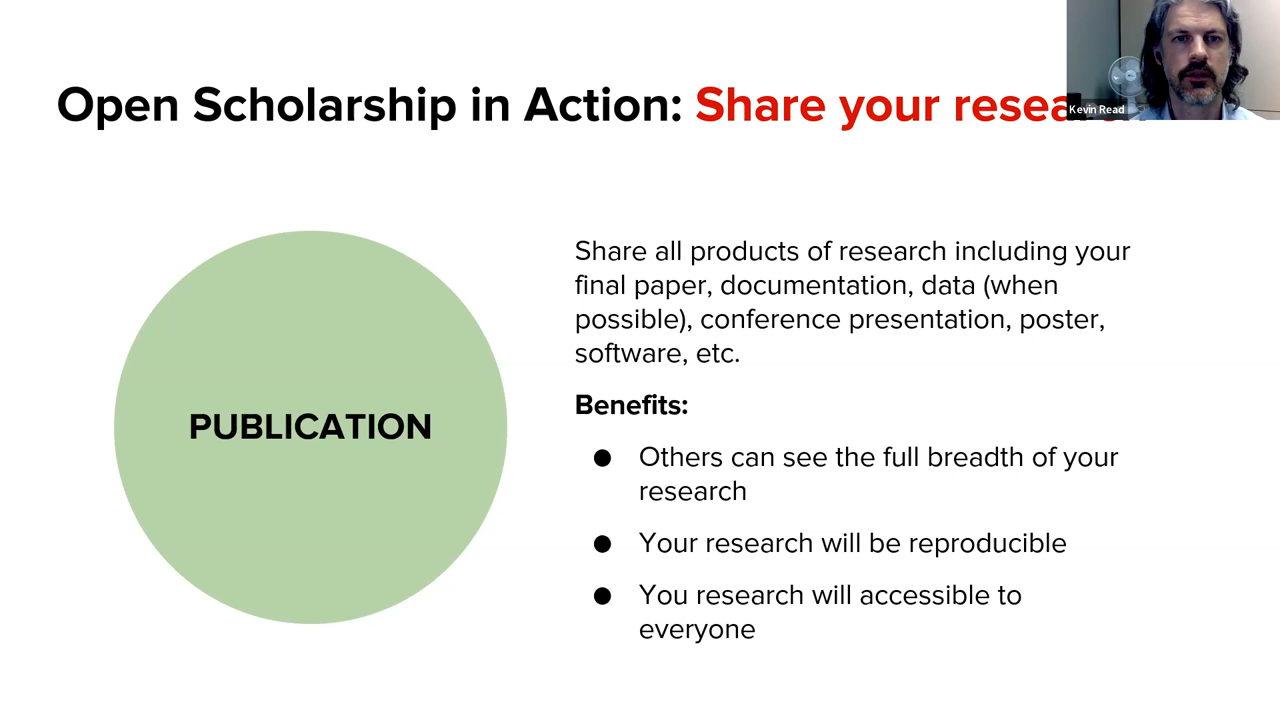 Open Scholarship in Action: Share your
Kevin Read
Share all products of research including your
final paper, documentation, data (when
possible), conference presentation, poster,
software, etc.
PUBLICATION
Benefits:
● Others can see the full breadth of your
research
● Your research will be reproducible
● You research will accessible to
everyone